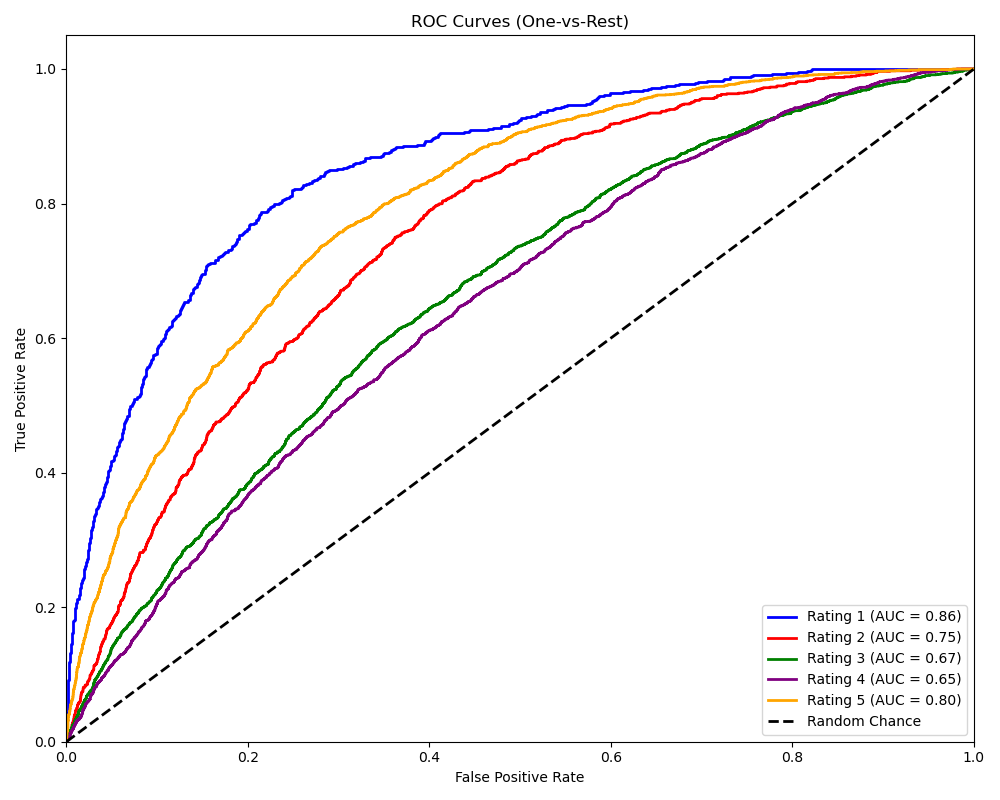 ROC Curves (One-vs-Rest)
True Positive Rate
1.0
0.8
0.6
0.4
0.2
0.0
0.0 0.2 0.4 0.6 0.8 1.0
False Positive Rate
Rating 1 (AUC = 0.86)
Rating 2 (AUC = 0.75)
Rating 3 (AUC = 0.67)
Rating 4 (AUC = 0.65)
Rating 5 (AUC = 0.80)
Random Chance